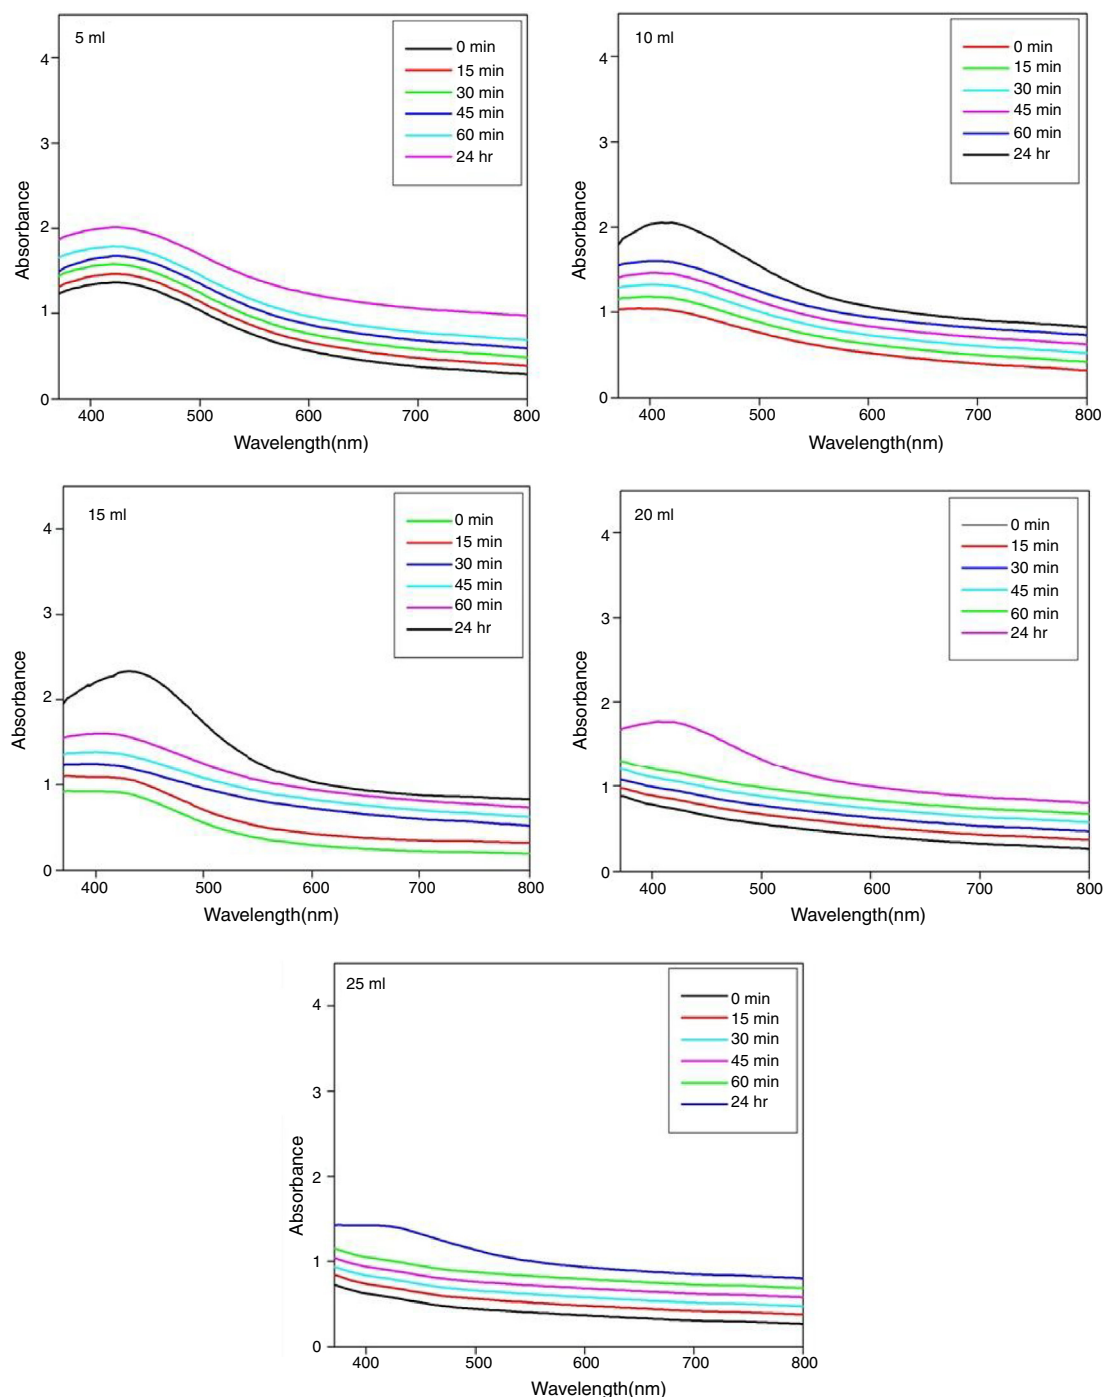 5 ml
0 min
15 min
30 min
45 min
60 min
24 hr
4
3
2
1
0
Absorbance
400 500 600 700 800
Wavelength(nm)
10 ml
0 min
15 min
30 min
45 min
60 min
24 hr
4
3
2
1
0
Absorbance
400 500 600 700 800
Wavelength(nm)
15 ml
0 min
15 min
30 min
45 min
60 min
24 hr
4
3
2
1
0
Absorbance
400 500 600 700 800
Wavelength(nm)
20 ml
0 min
15 min
30 min
45 min
60 min
24 hr
4
3
2
1
0
Absorbance
400 500 600 700 800
Wavelength(nm)
25 ml
0 min
15 min
30 min
45 min
60 min
24 hr
4
3
2
1
0
Absorbance
400 500 600 700 800
Wavelength(nm)